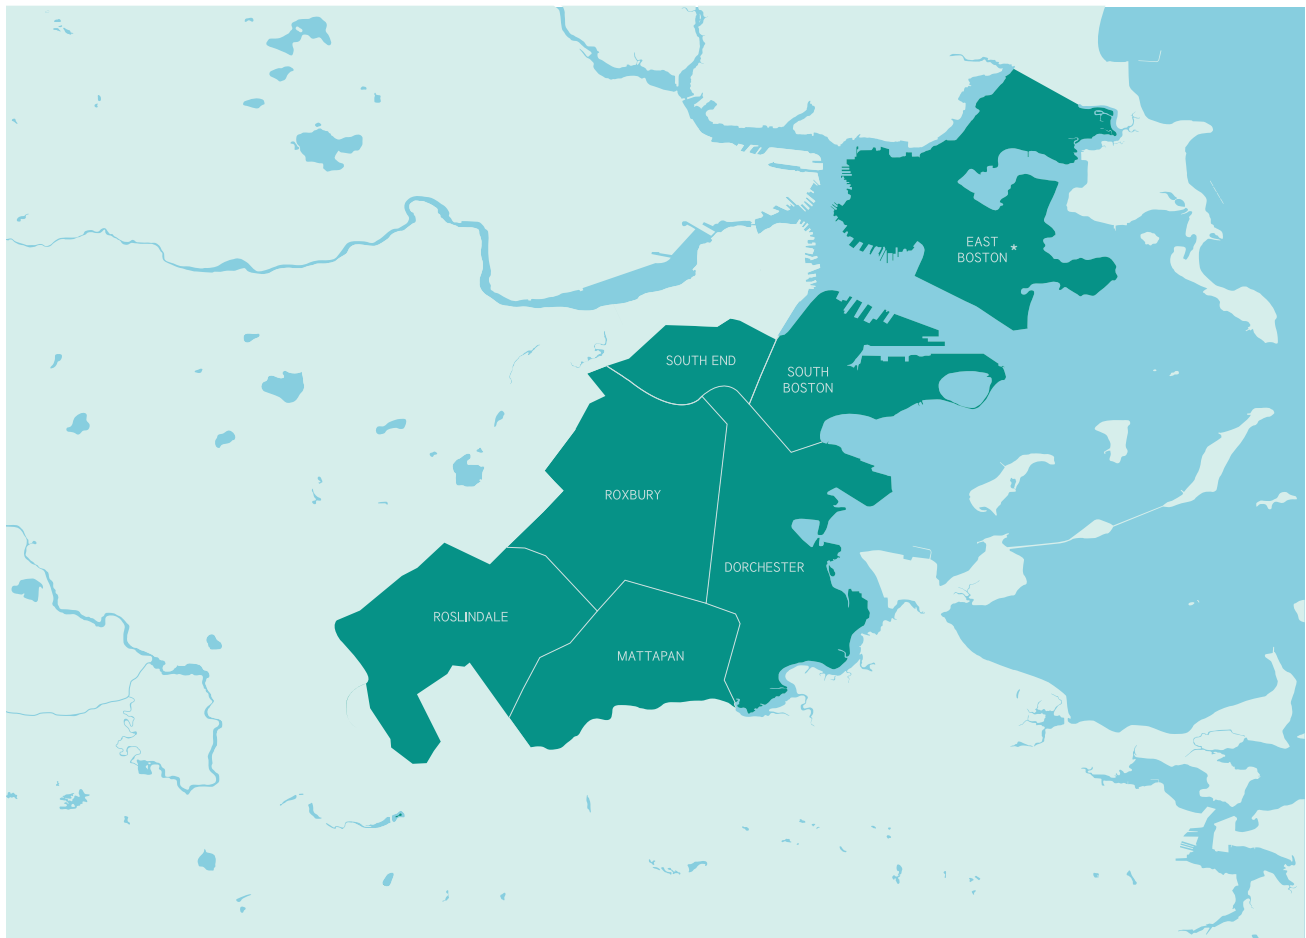 EAST
BOSTON *
SOUTH END
SOUTH
BOSTON
ROXBURY
DORCHESTER
ROSLINDALE
MATTAPAN